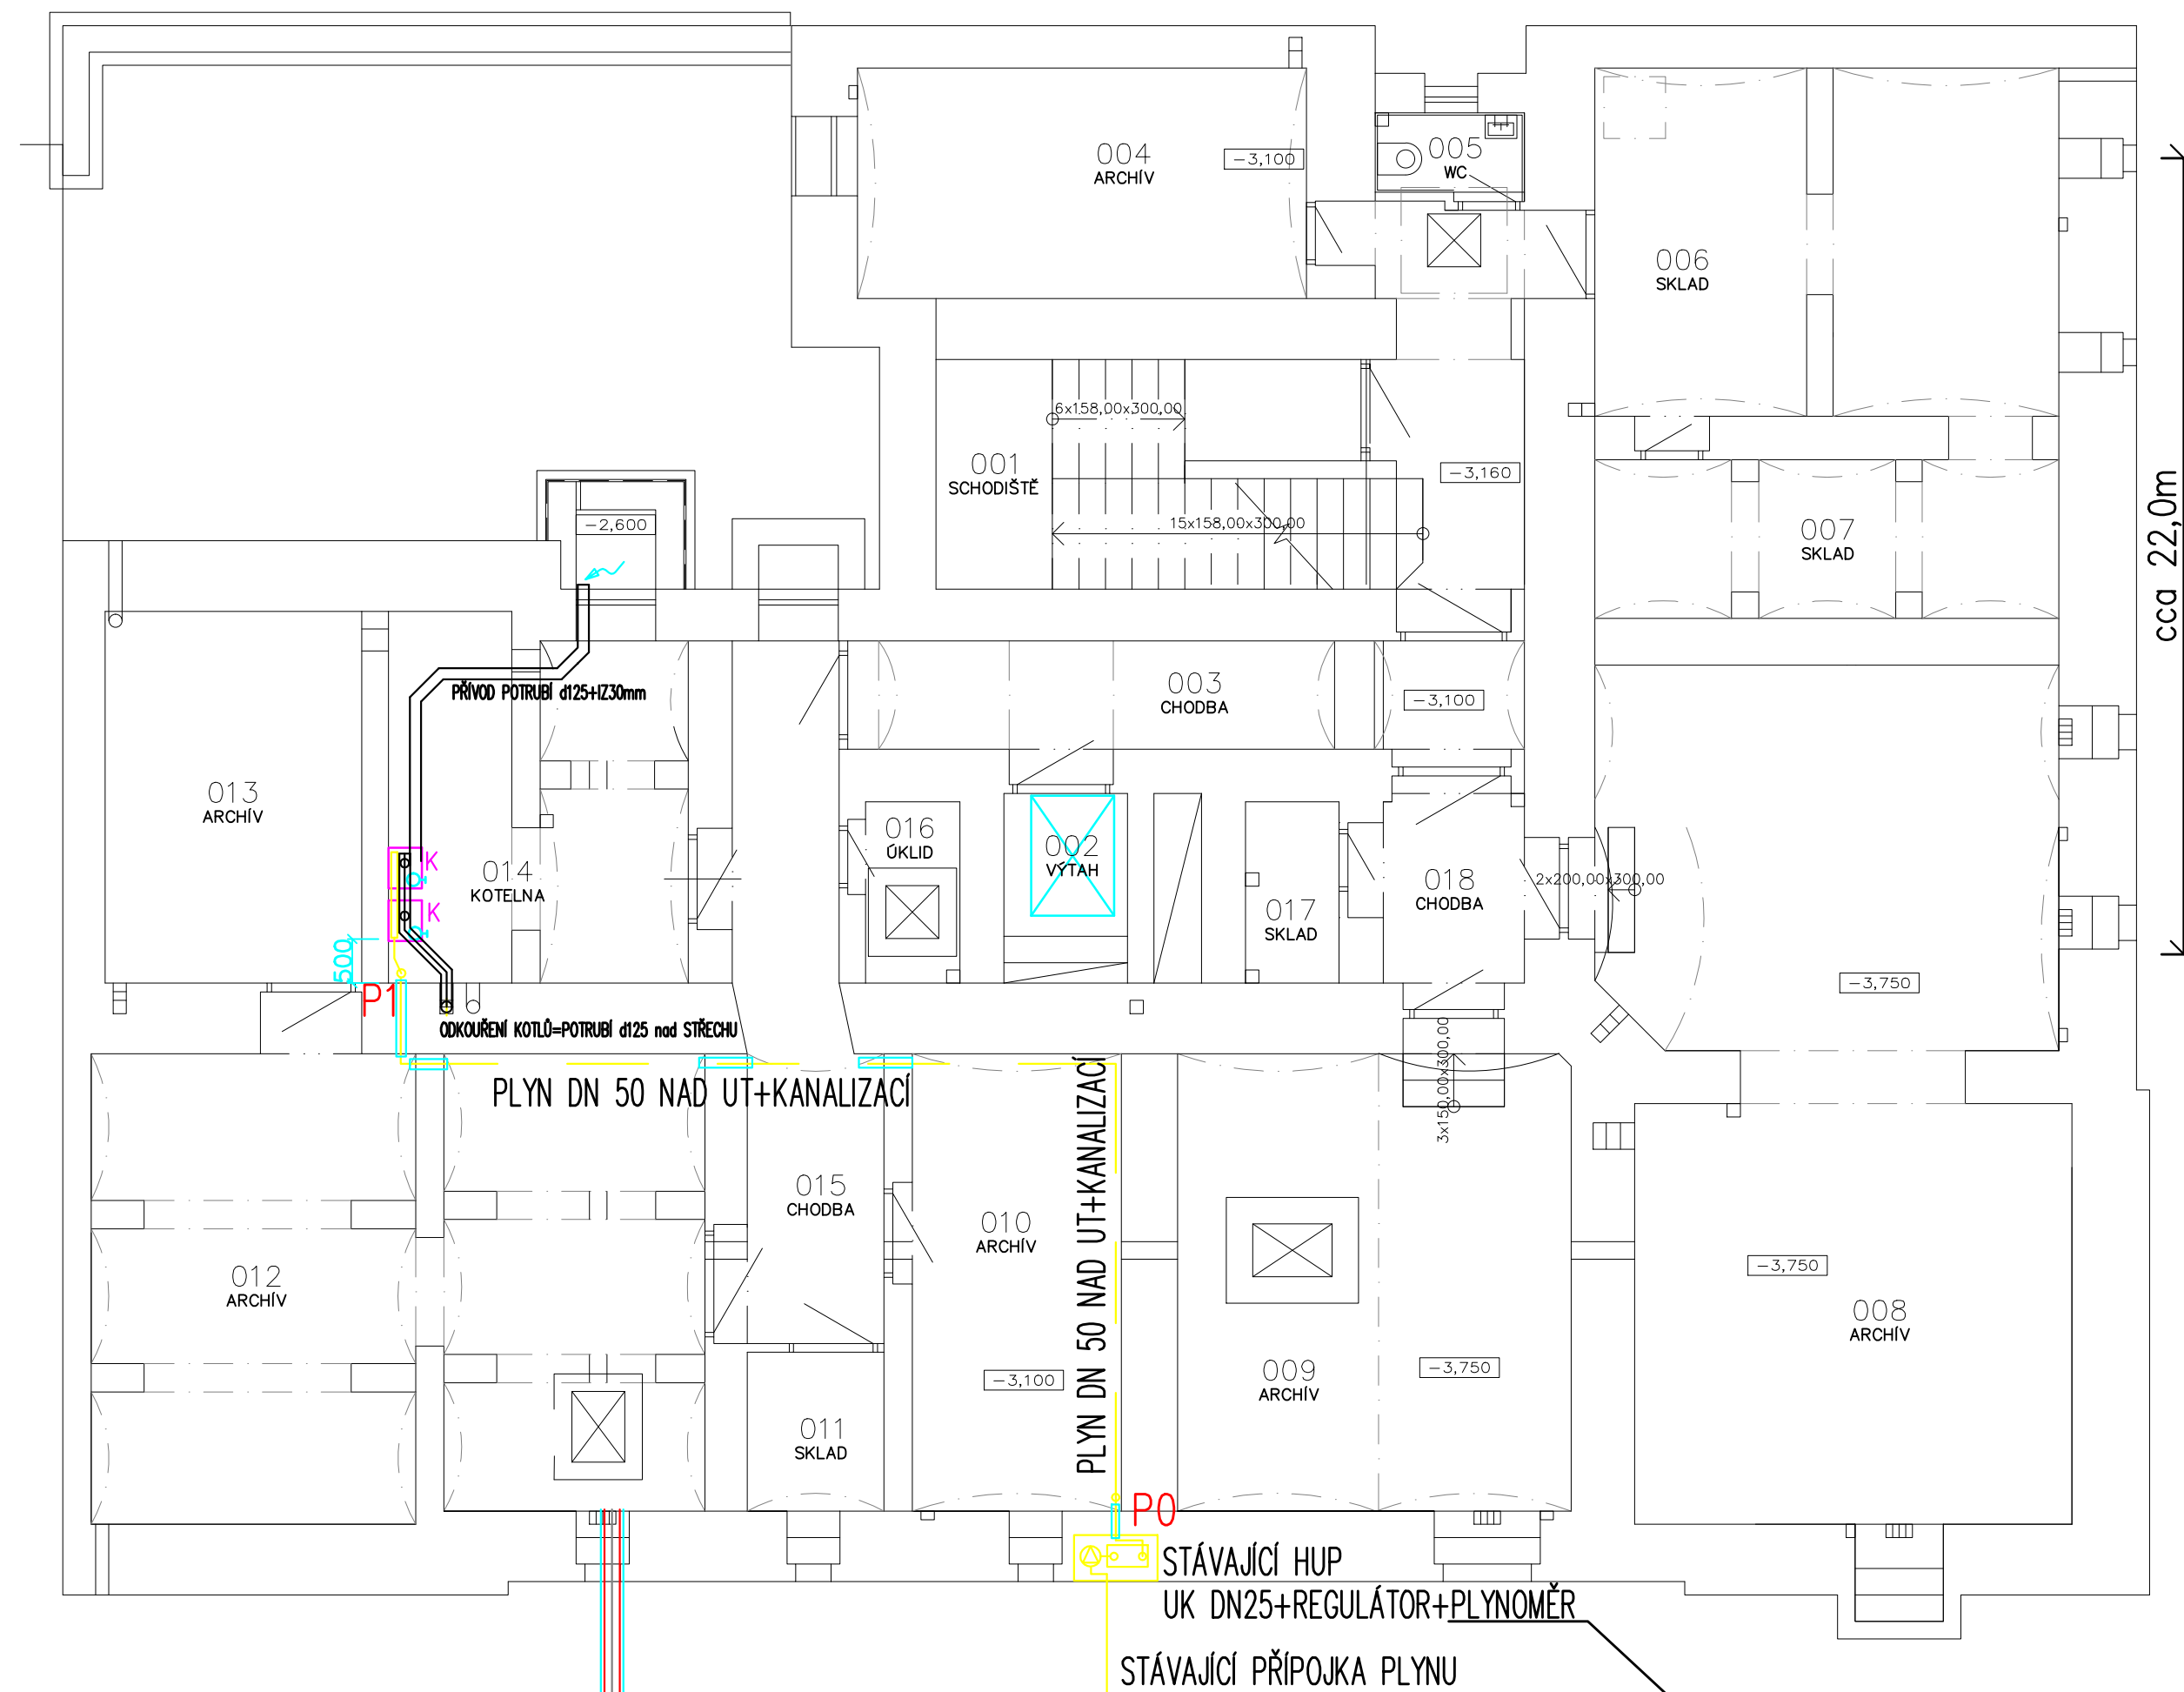 004
ARCHÍV
-3,100
005
WC
006
SKLAD
6x158,00x300,00
001
SCHODIŠTĚ
-3,160
15x158,00x300,00
-2,600
007
SKLAD
cca 22,0m
PŘÍVOD POTRUBÍ d125+IZ30mm
003
CHODBA
-3,100
013
ARCHÍV
K
014
KOTELNA
K
016
ÚKLID
002
VÝTAH
017
SKLAD
018
CHODBA
2x200,00x300,00
500
P1
-3,750
ODKOUŘENÍ KOTLŮ=POTRUBÍ d125 nad STŘECHU
PLYN DN 50 NAD UT+KANALIZACÍ
PLYN DN 50 NAD UT+KANALIZACÍ
3x150,00x300,00
015
CHODBA
010
ARCHÍV
012
ARCHÍV
-3,750
008
ARCHÍV
-3,100
009
ARCHÍV
-3,750
011
SKLAD
P0
STÁVAJÍCÍ HUP
UK DN25+REGULÁTOR+PLYNOMĚR
STÁVAJÍCÍ PŘÍPOJKA PLYNU